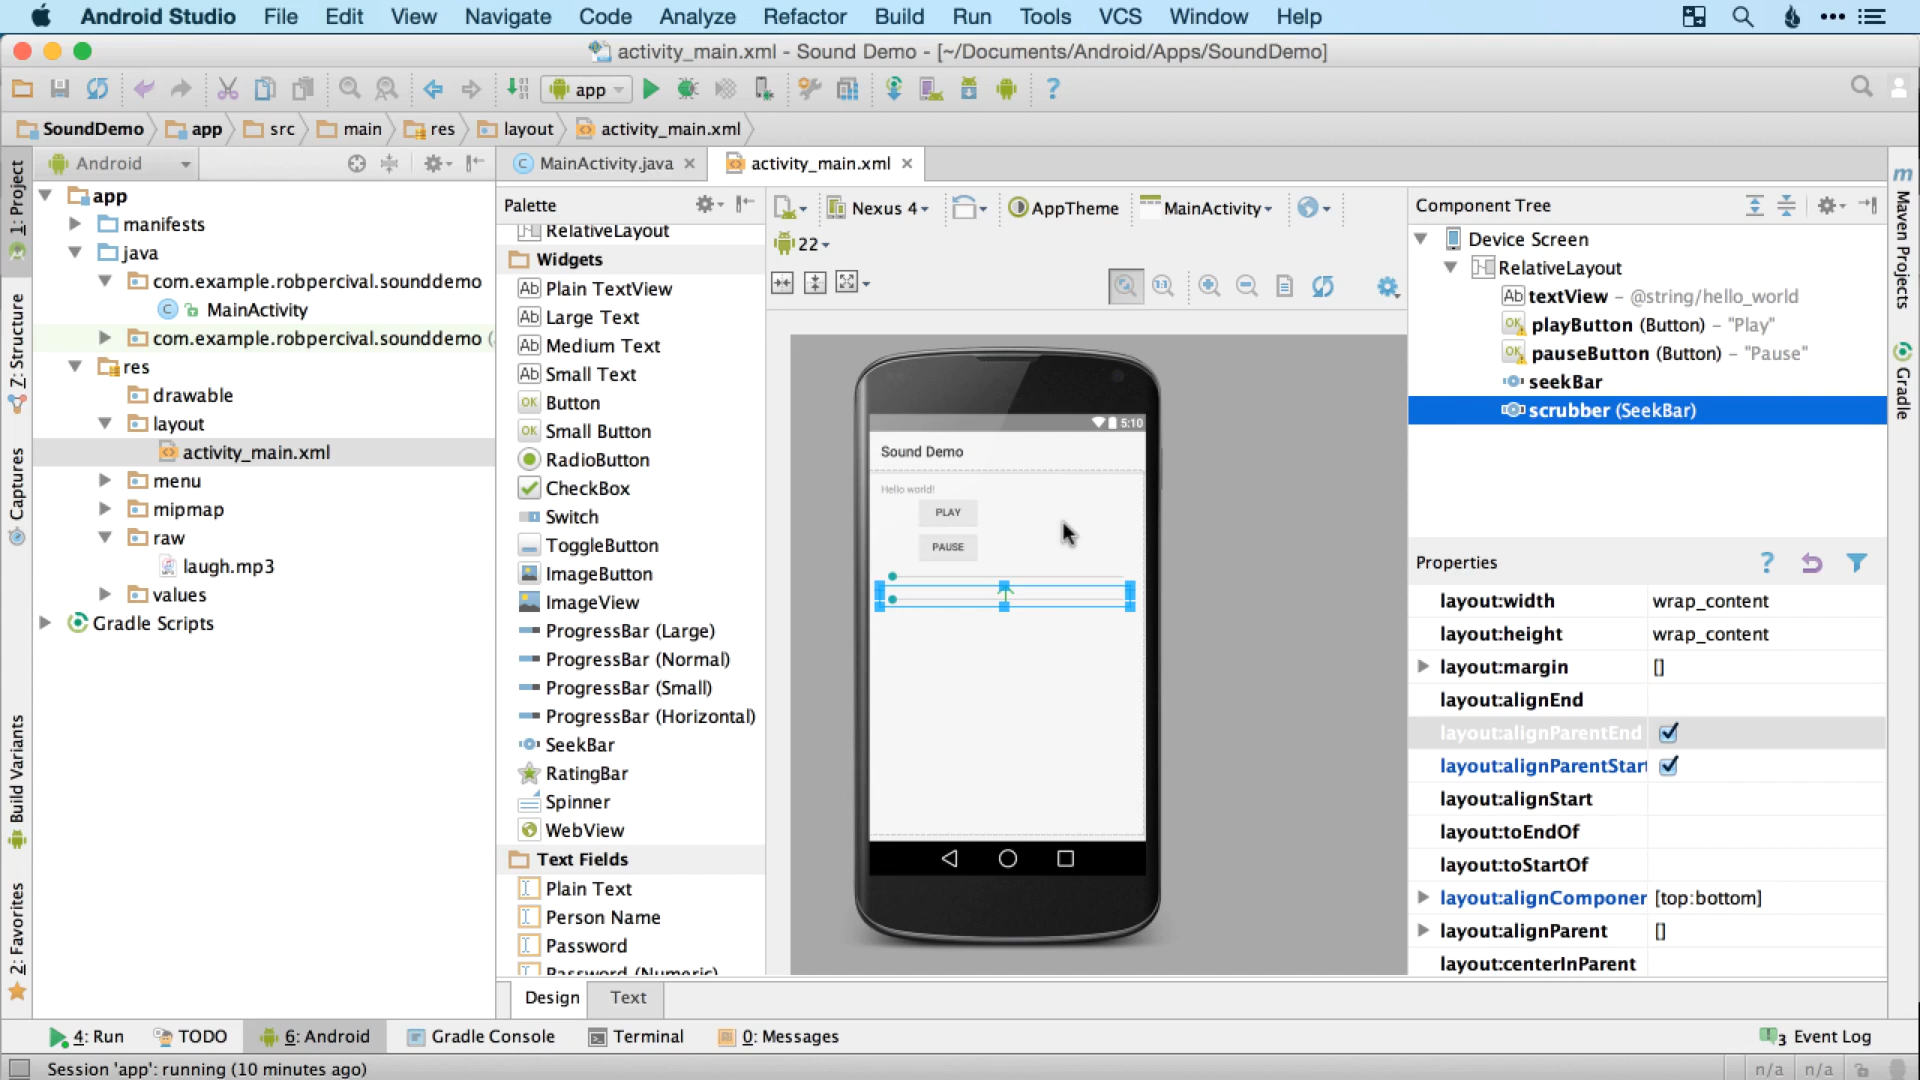 Android Studio File Edit View Navigate Code Analyze Refactor Build Run Tools VCS Window Help
activity_main.xml - Sound Demo - [~/Documents/Android/Apps/SoundDemo]
app
SoundDemo app src main res layout activity_main.xml
1: Project
Z: Structure
Captures
Build Variants
2: Favorites
Android
app
manifests
java
com.example.robpercival.sounddemo
MainActivity
com.example.robpercival.sounddemo (
res
drawable
layout
activity_main.xml
menu
mipmap
raw
laugh.mp3
values
Gradle Scripts
MainActivity.java activity_main.xml
Palette
RelativeLayout
Widgets
Plain TextView
Large Text
Medium Text
Small Text
Button
Small Button
RadioButton
CheckBox
Switch
ToggleButton
ImageButton
ImageView
ProgressBar (Large)
ProgressBar (Normal)
ProgressBar (Small)
ProgressBar (Horizontal)
SeekBar
RatingBar
Spinner
WebView
Text Fields
Plain Text
Person Name
Password
Password (Numeric)
Nexus 4 AppTheme MainActivity
22
1:1
5:10
Sound Demo
Hello world!
PLAY
PAUSE
Component Tree
Device Screen
RelativeLayout
Ab textView – @string/hello_world
OK playButton (Button) – "Play"
OK pauseButton (Button) – "Pause"
seekBar
scrubber (SeekBar)
Properties
layout:width wrap_content
layout:height wrap_content
layout:margin []
layout:alignEnd
layout:alignParentEnd
layout:alignParentStart
layout:alignStart
layout:toEndOf
layout:toStartOf
layout:alignComponer [top:bottom]
layout:alignParent []
layout:centerInParent
m Maven Projects
Gradle
Design Text
4: Run TODO 6: Android Gradle Console Terminal 0: Messages 3 Event Log
Session 'app': running (10 minutes ago) n/a n/a